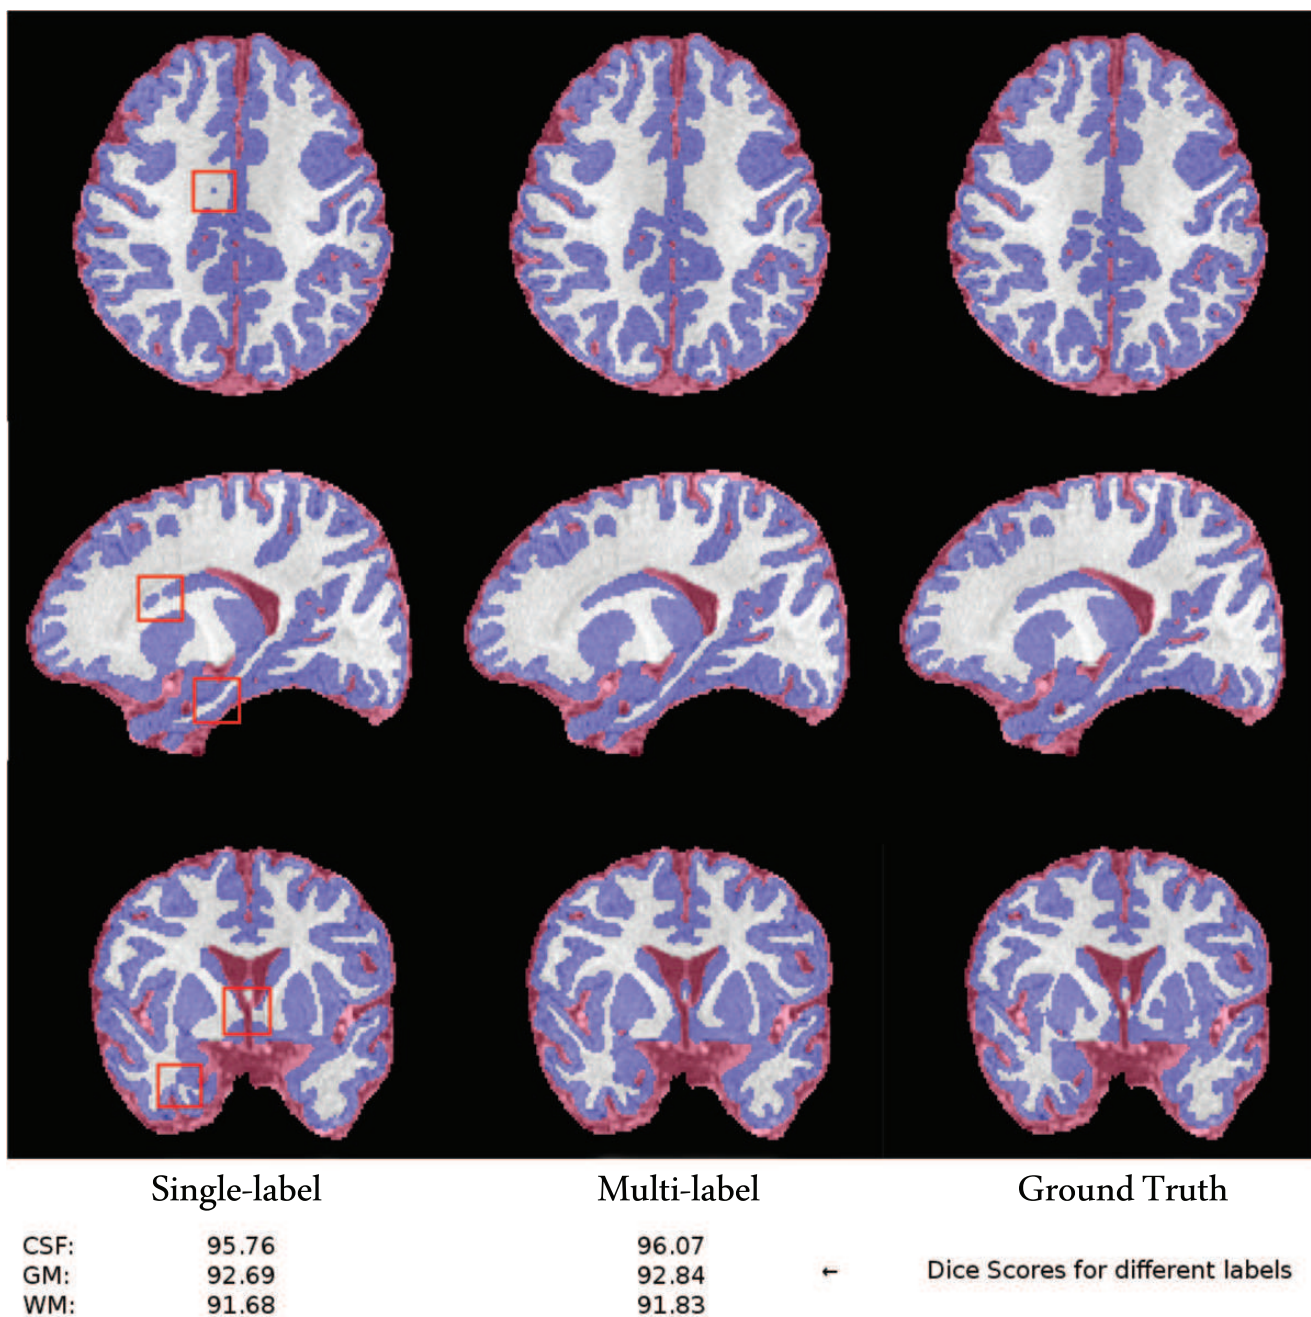 Single-label Multi-label Ground Truth
CSF: 95.76 96.07
GM: 92.69 92.84 ← Dice Scores for different labels
WM: 91.68 91.83